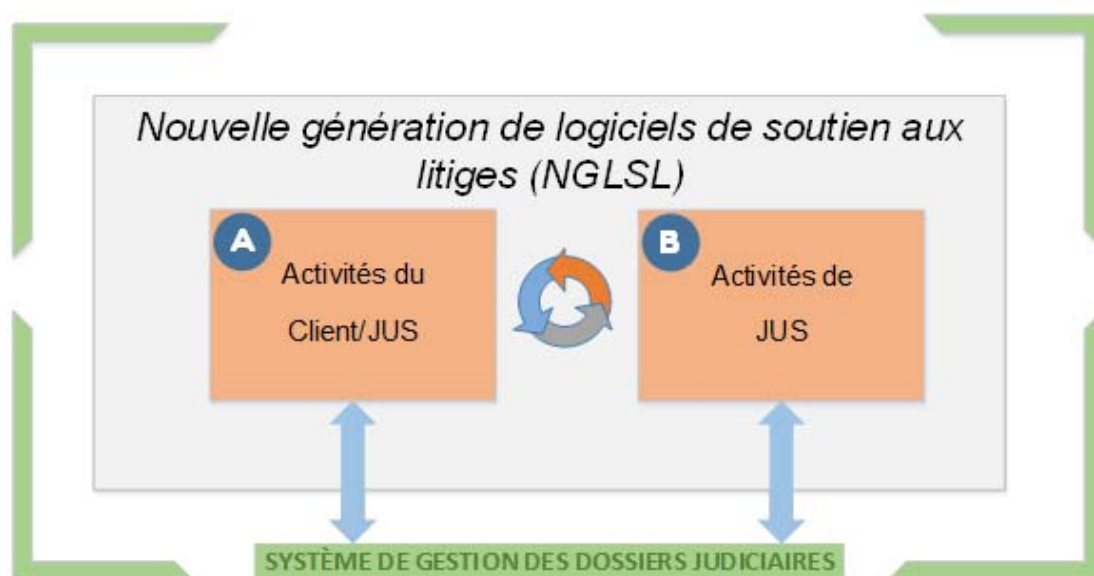 Nouvelle génération de logiciels de soutien aux
litiges (NGLSL)
A
Activités du
Client/JUS
B
Activités de
JUS
SYSTÈME DE GESTION DES DOSSIERS JUDICIAIRES